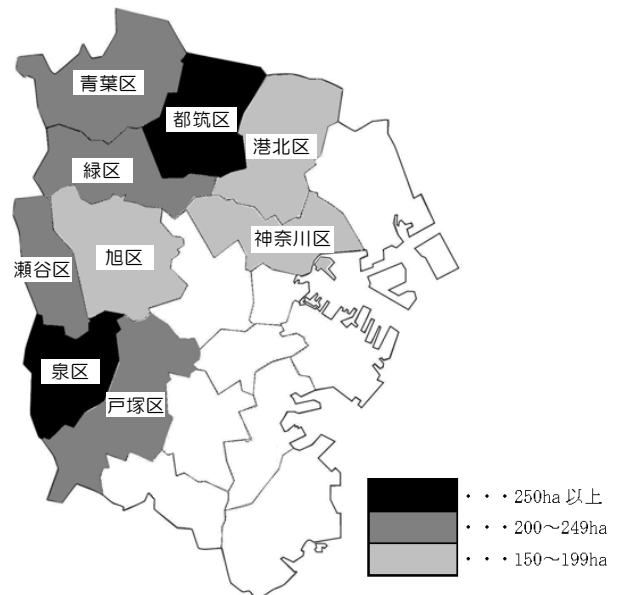 青葉区
都筑区
港北区
緑区
神奈川区
旭区
瀬谷区
泉区
戸塚区
・・・250ha 以上
・・・200～249ha
・・・150～199ha